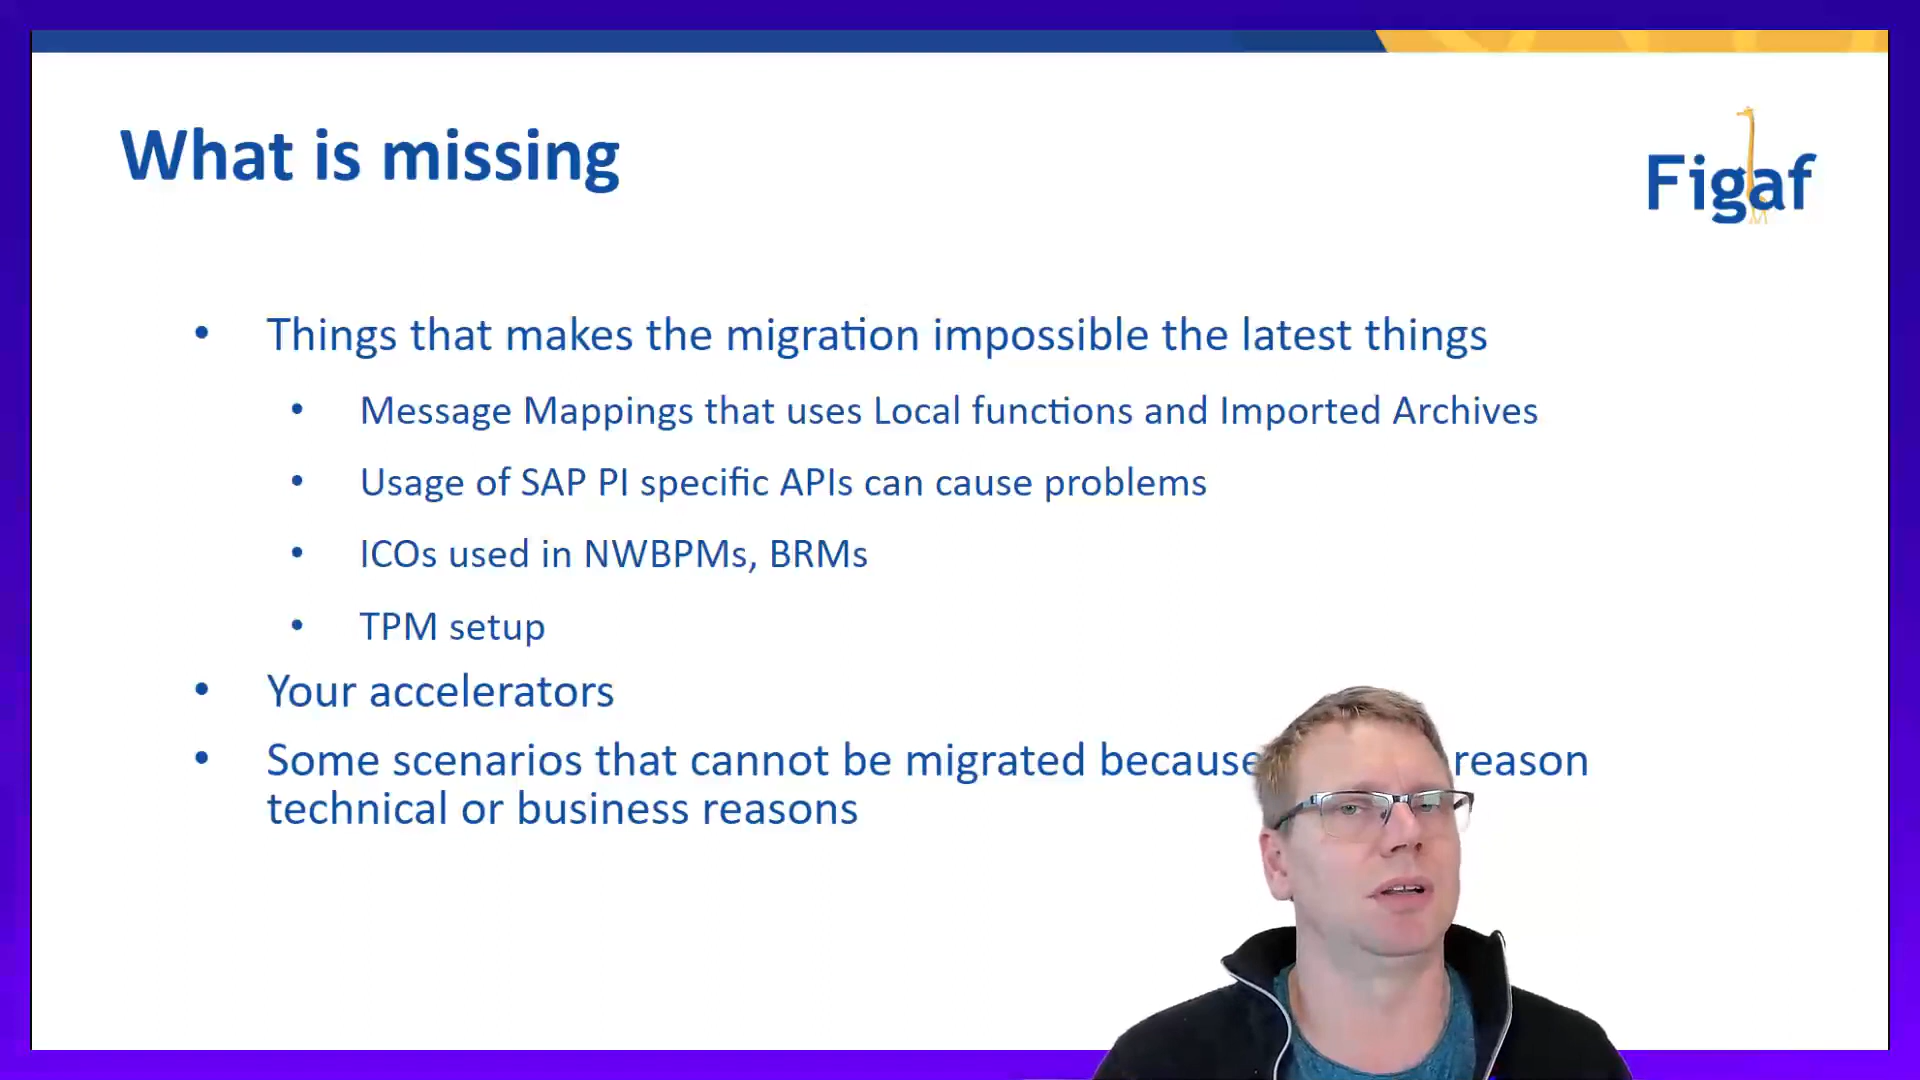 What is missing
Figaf
• Things that makes the migration impossible the latest things
• Message Mappings that uses Local functions and Imported Archives
• Usage of SAP PI specific APIs can cause problems
• ICOs used in NWBPMs, BRMs
• TPM setup
• Your accelerators
• Some scenarios that cannot be migrated because reason
technical or business reasons